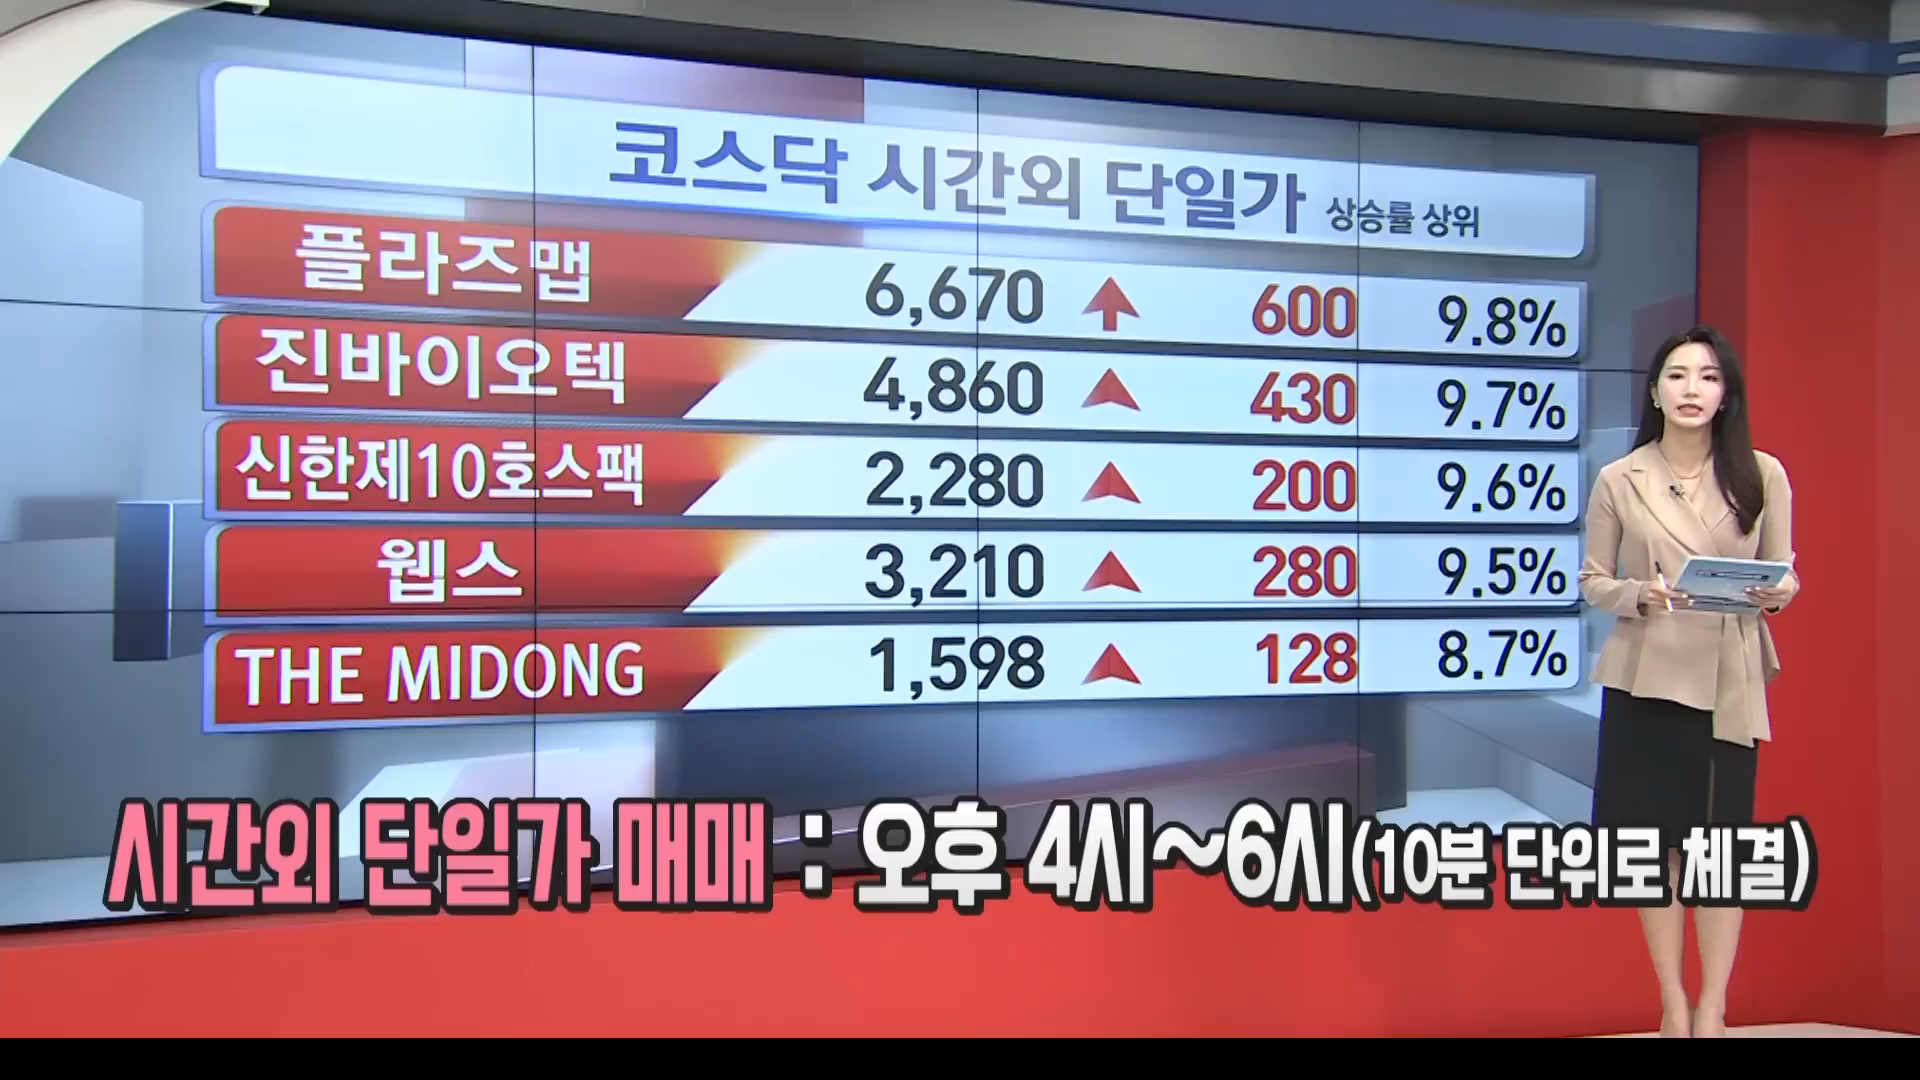 코스닥 시간외 단일가 상승률 상위
플라즈맵 6,670 600 9.8%
진바이오텍 4,860 ▲ 430 9.7%
신한제10호스팩 2,280 ▲ 200 9.6%
웹스 3,210 ▲ 280 9.5%
THE MIDONG 1,598 ▲ 128 8.7%
시간외 단일가 매매 : 오후 4시~6시(10분 단위로 체결)